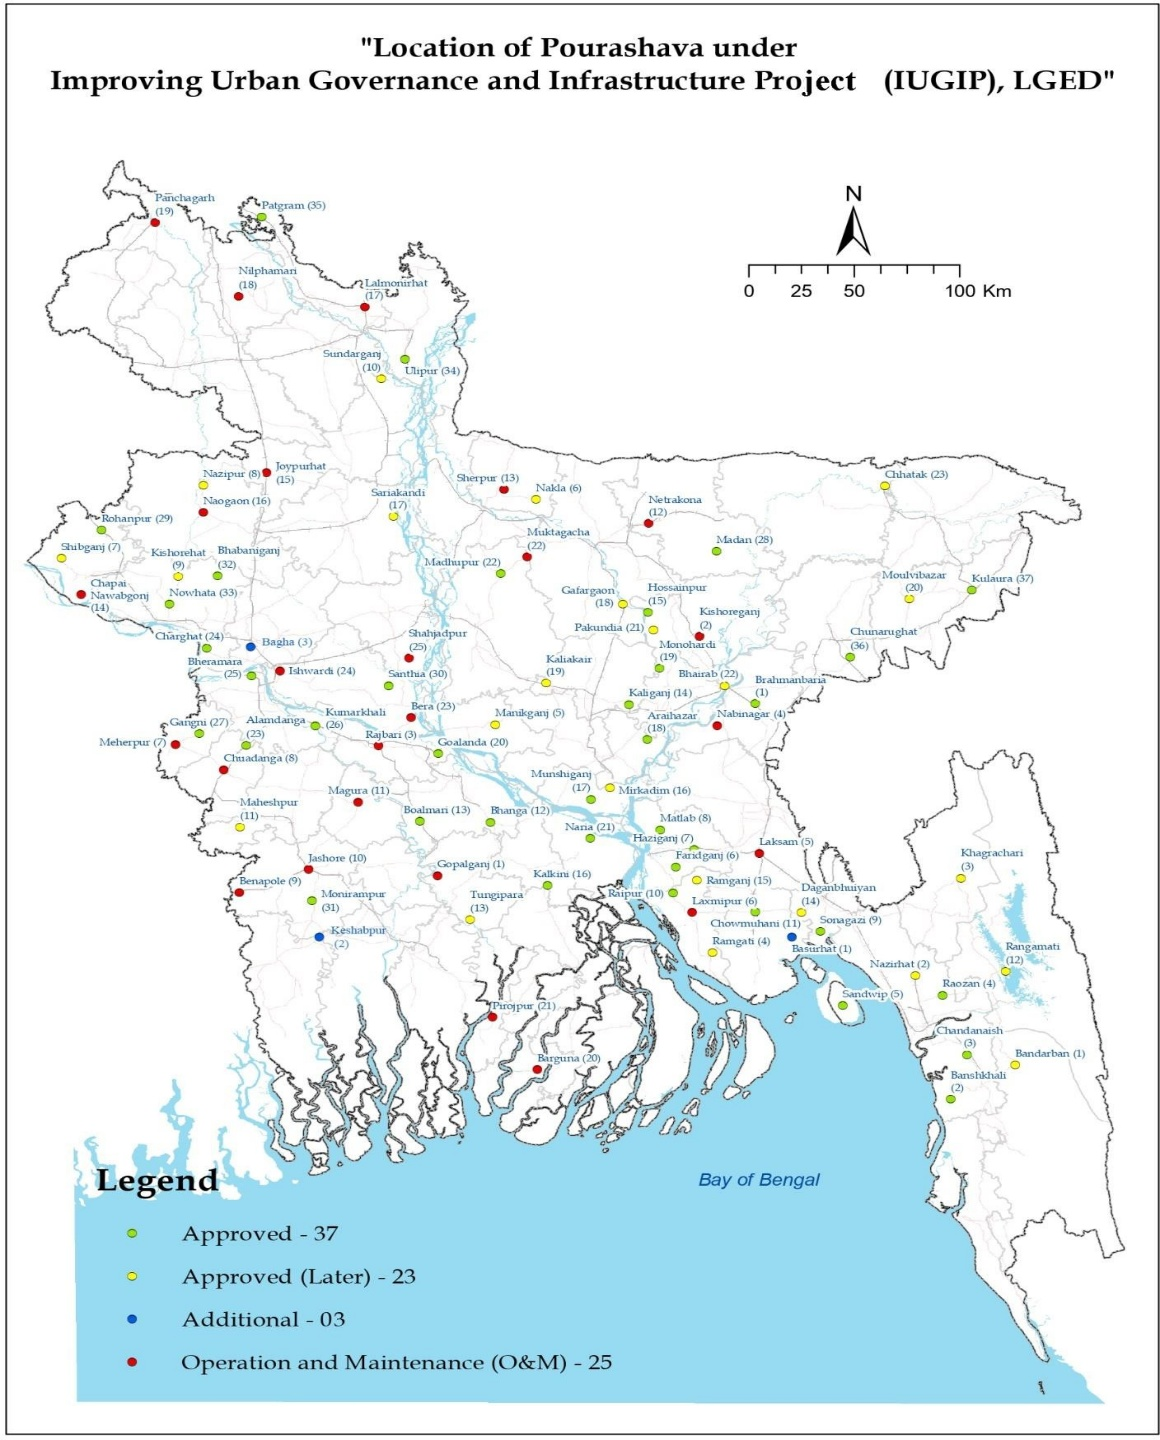 "Location of Pourashava under
Improving Urban Governance and Infrastructure Project (IUGIP), LGED"
N
0 25 50 100 Km
Panchagarh
(19)
Patgram (35)
Nilphamari
(18)
Lalmonirhat
(17)
Sundarganj
(10)
Ulipur (34)
Nazipur (8)
Joypurhat
(15)
Naogaon (16)
Sariakandi
(17)
Sherpur (13)
Nakla (6)
Netrakona
(12)
Chhatak (23)
Rohanpur (29)
Shibganj (7)
Kishorehat
(9)
Bhabaniganj
(32)
Muktagacha
(22)
Madhupur (22)
Madan (28)
Chapai
Nawabgonj
(14)
Nowhata (33)
Gafargaon
(18)
Hossainpur
(15)
Moulvibazar
(20)
Kulaura (37)
Pakundia (21)
Kishoreganj
(2)
Charghat (24)
Bagha (3)
Shahjadpur
(25)
Monohardi
(19)
Chunarughat
(36)
Bheramara
(25)
Ishwardi (24)
Santhia (30)
Kaliakair
(19)
Bhairab (22)
Brahmanbaria
(1)
Kaliganj (14)
Gangni (27)
Alamdanga
(23)
Kumarkhali
(26)
Bera (23)
Manikganj (5)
Araihazar
(18)
Nabinagar (4)
Meherpur (7)
Rajbari (3)
Goalanda (20)
Chuadanga (8)
Munshiganj
(17)
Mirkadim (16)
Magura (11)
Maheshpur
(11)
Boalmari (13)
Bhanga (12)
Naria (21)
Matlab (8)
Haziganj (7)
Laksam (5)
Jashore (10)
Gopalganj (1)
Faridganj (6)
Khagrachari
(3)
Benapole (9)
Monirampur
(31)
Kalkini (16)
Tungipara
(13)
Raipur (10)
Ramganj (15)
Daganbhuiyan
(14)
Laxmipur (6)
Chowmuhani (11)
Sonagazi (9)
Keshabpur
(2)
Ramgati (4)
Basurhat (1)
Rangamati
(12)
Nazirhat (2)
Raozan (4)
Sandwip (5)
Pirojpur (21)
Chandanaish
(3)
Bandarban (1)
Barguna (20)
Banshkhali
(2)
Bay of Bengal
Legend
Approved - 37
Approved (Later) - 23
Additional - 03
Operation and Maintenance (O&M) - 25